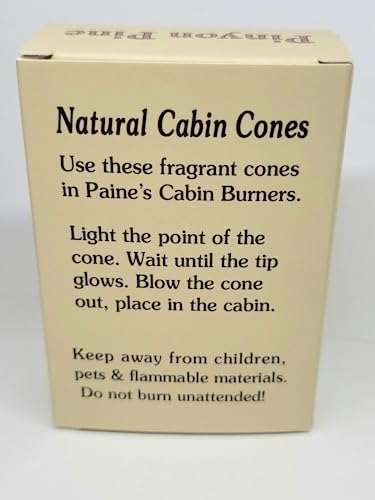 Pinyon Pine
Natural Cabin Cones
Use these fragrant cones
in Paine's Cabin Burners.
Light the point of the
cone. Wait until the tip
glows. Blow the cone
out, place in the cabin.
Keep away from children,
pets & flammable materials.
Do not burn unattended!